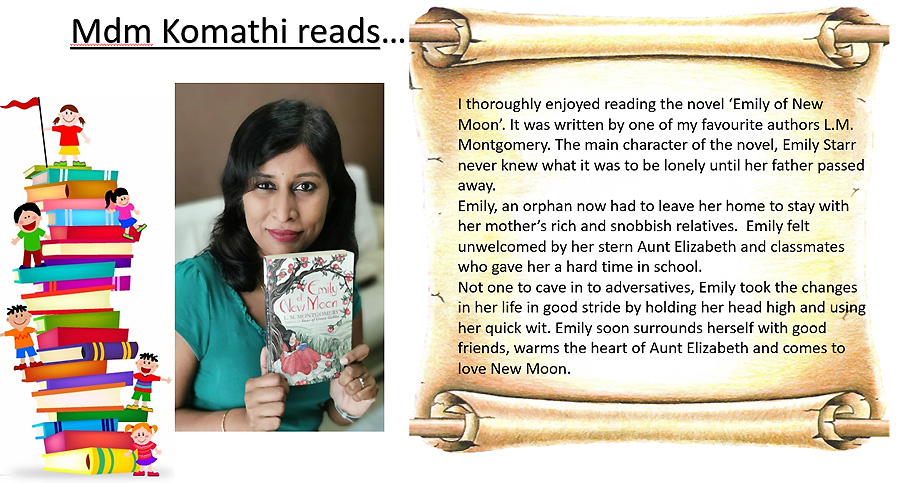 Mdm Komathi reads…
I thoroughly enjoyed reading the novel ‘Emily of New
Moon’. It was written by one of my favourite authors L.M.
Montgomery. The main character of the novel, Emily Starr
never knew what it was to be lonely until her father passed
away.
Emily, an orphan now had to leave her home to stay with
her mother’s rich and snobbish relatives.  Emily felt
unwelcomed by her stern Aunt Elizabeth and classmates
who gave her a hard time in school.
Not one to cave in to adversatives, Emily took the changes
in her life in good stride by holding her head high and using
her quick wit. Emily soon surrounds herself with good
friends, warms the heart of Aunt Elizabeth and comes to
love New Moon.
Emily
of
New Moon
L. M. MONTGOMERY